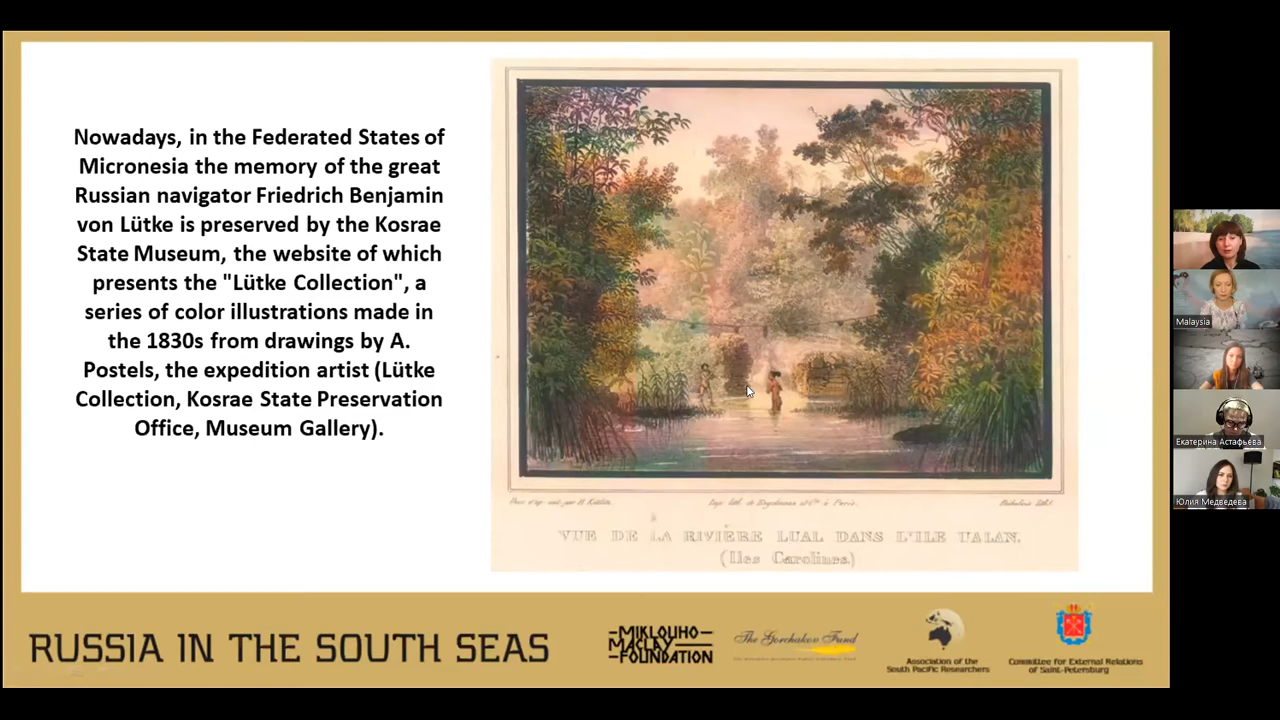 Nowadays, in the Federated States of
Micronesia the memory of the great
Russian navigator Friedrich Benjamin
von Lütke is preserved by the Kosrae
State Museum, the website of which
presents the "Lütke Collection", a
series of color illustrations made in
the 1830s from drawings by A.
Postels, the expedition artist (Lütke
Collection, Kosrae State Preservation
Office, Museum Gallery).
VUE DE LA RIVIÈRE LUAL DANS L'ILE UALAN.
(Iles Carolines.)
RUSSIA IN THE SOUTH SEAS
MIKLOUHO
MACLAY
FOUNDATION
The Gorchakov Fund
Association of the
South Pacific Researchers
Committee for External Relations
of Saint-Petersburg
Malaysia
Екатерина Астафьева
Юлия Медведева